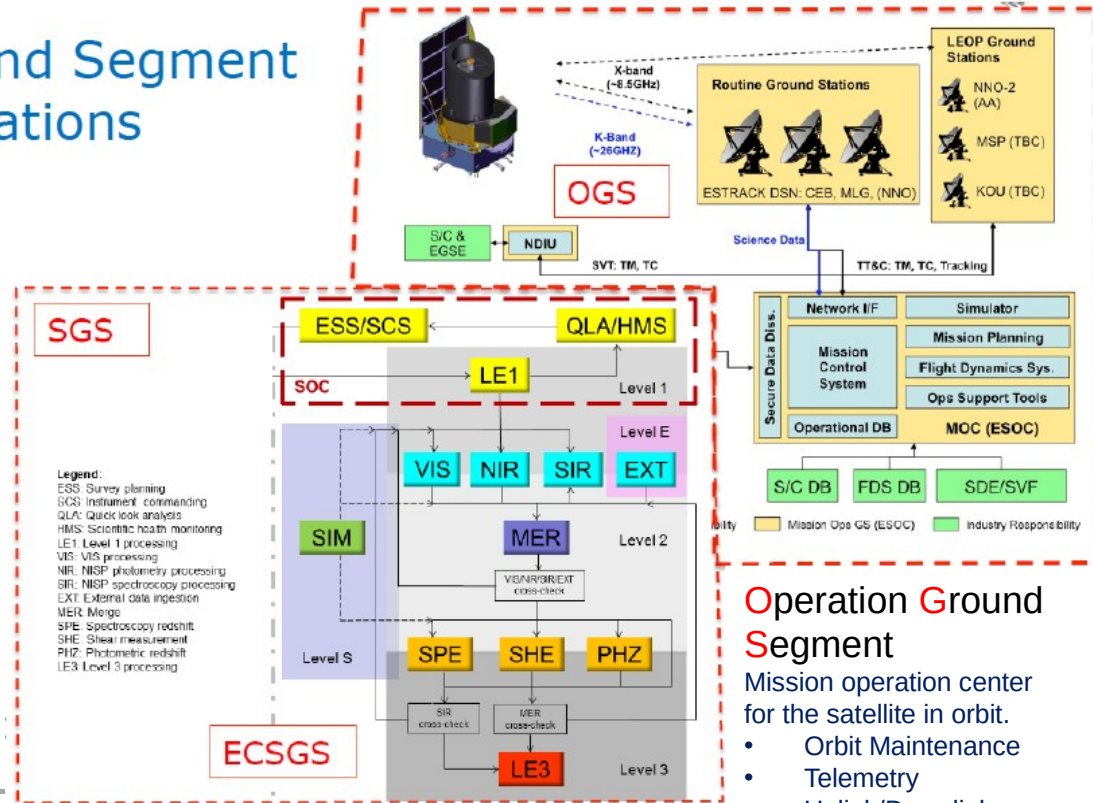 nd Segment
ations
X-band
(~8.5GHz)
K-Band
(~26GHZ)
OGS
Routine Ground Stations
ESTRACK DSN: CEB, MLG, (NNO)
LEOP Ground
Stations
NNO-2
(AA)
MSP (TBC)
KOU (TBC)
S/C &
EGSE
NDIU
Science Data
SVT: TM, TC
TT&C: TM, TC, Tracking
Secure Data Diss.
Network I/F
Mission
Control
System
Operational DB
Simulator
Mission Planning
Flight Dynamics Sys.
Ops Support Tools
MOC (ESOC)
S/C DB
FDS DB
SDE/SVF
bility
Mission Ops GS (ESOC)
Industry Responsibility
SGS
ESS/SCS
QLA/HMS
SOC
LE1
Level 1
Level E
VIS
NIR
SIR
EXT
SIM
MER
Level 2
VIS/NIR/SIR/EXT
cross-check
Level S
SPE
SHE
PHZ
SIR
cross-check
MER
cross-check
LE3
Level 3
ECSGS
Legend:
ESS: Survey planning
SCS: Instrument commanding
QLA: Quick look analysis
HMS: Scientific health monitoring
LE1: Level 1 processing
VIS: VIS processing
NIR: NISP photometry processing
SIR: NISP spectroscopy processing
EXT: External data ingestion
MER: Merge
SPE: Spectroscopy redshift
SHE: Shear measurement
PHZ: Photometric redshift
LE3: Level 3 processing
Operation Ground
Segment
Mission operation center
for the satellite in orbit.
• Orbit Maintenance
• Telemetry